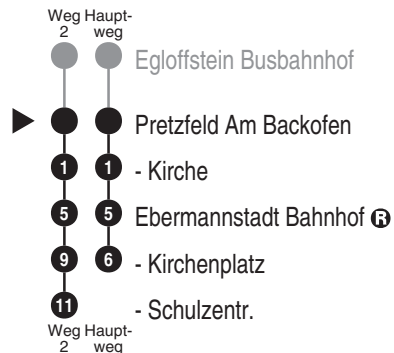 Weg Haupt-
2 weg
Egloffstein Busbahnhof
Pretzfeld Am Backofen
1 1 - Kirche
5 5 Ebermannstadt Bahnhof R
9 6 - Kirchenplatz
11 - Schulzentr.
Weg Haupt-
2 weg